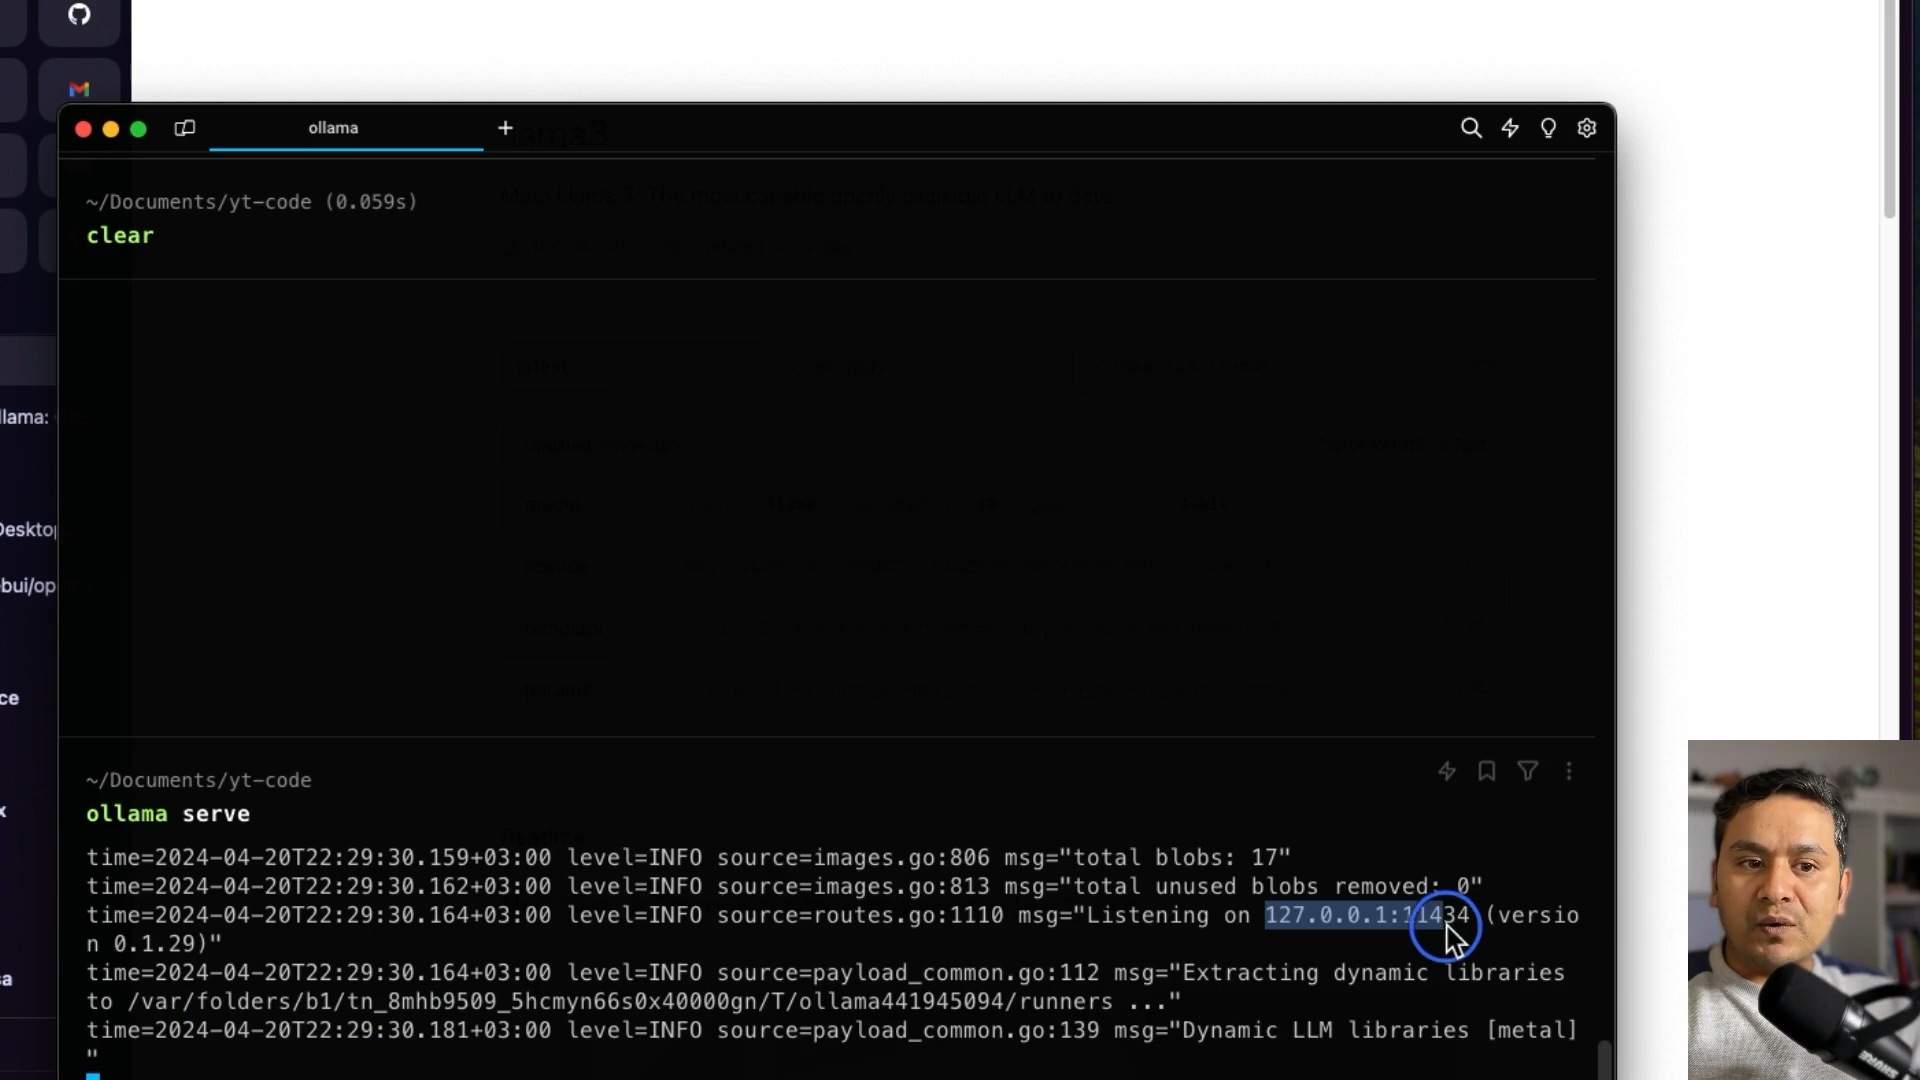 ollama
+
llama3
~/Documents/yt-code (0.059s)
clear
llama:
Desktop
bui/op
ce
x
sa
~/Documents/yt-code
ollama serve
time=2024-04-20T22:29:30.159+03:00 level=INFO source=images.go:806 msg="total blobs: 17"
time=2024-04-20T22:29:30.162+03:00 level=INFO source=images.go:813 msg="total unused blobs removed: 0"
time=2024-04-20T22:29:30.164+03:00 level=INFO source=routes.go:1110 msg="Listening on 127.0.0.1:11434 (versio
n 0.1.29)"
time=2024-04-20T22:29:30.164+03:00 level=INFO source=payload_common.go:112 msg="Extracting dynamic libraries
to /var/folders/b1/tn_8mhb9509_5hcmyn66s0x40000gn/T/ollama441945094/runners ..."
time=2024-04-20T22:29:30.181+03:00 level=INFO source=payload_common.go:139 msg="Dynamic LLM libraries [metal]
"
SHURE